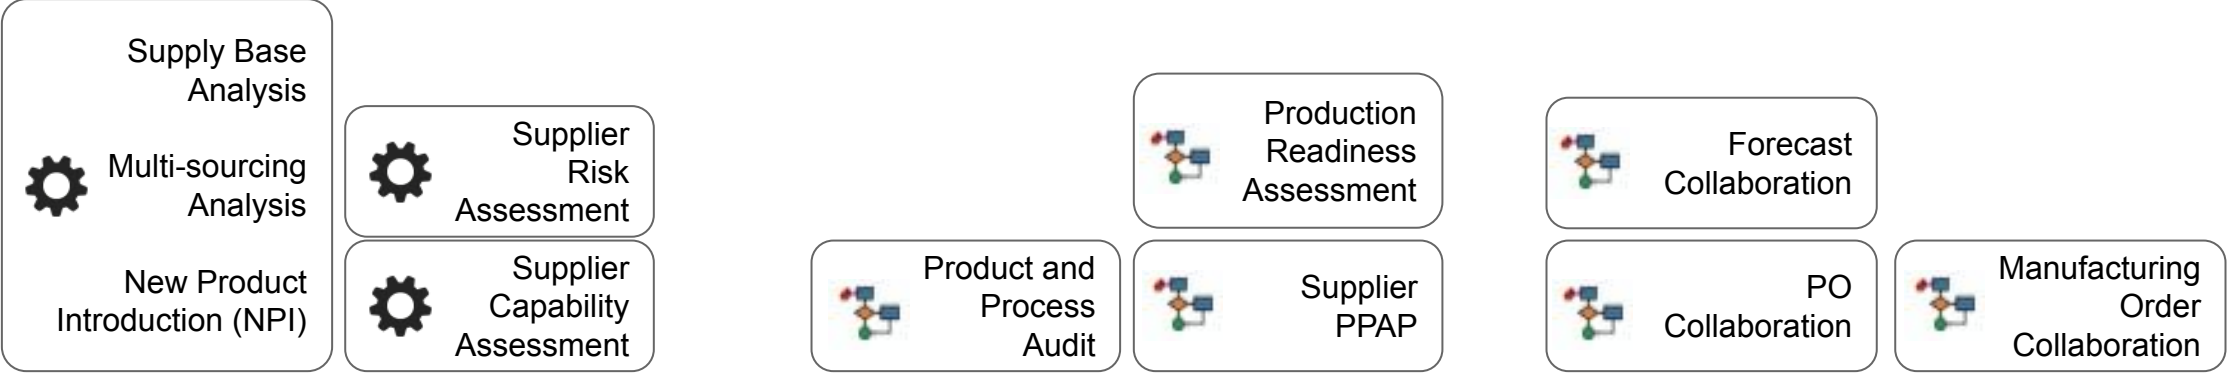 Supply Base
Analysis
Multi-sourcing
Analysis
New Product
Introduction (NPI)
Supplier
Risk
Assessment
Supplier
Capability
Assessment
Product and
Process
Audit
Production
Readiness
Assessment
Supplier
PPAP
Forecast
Collaboration
PO
Collaboration
Manufacturing
Order
Collaboration